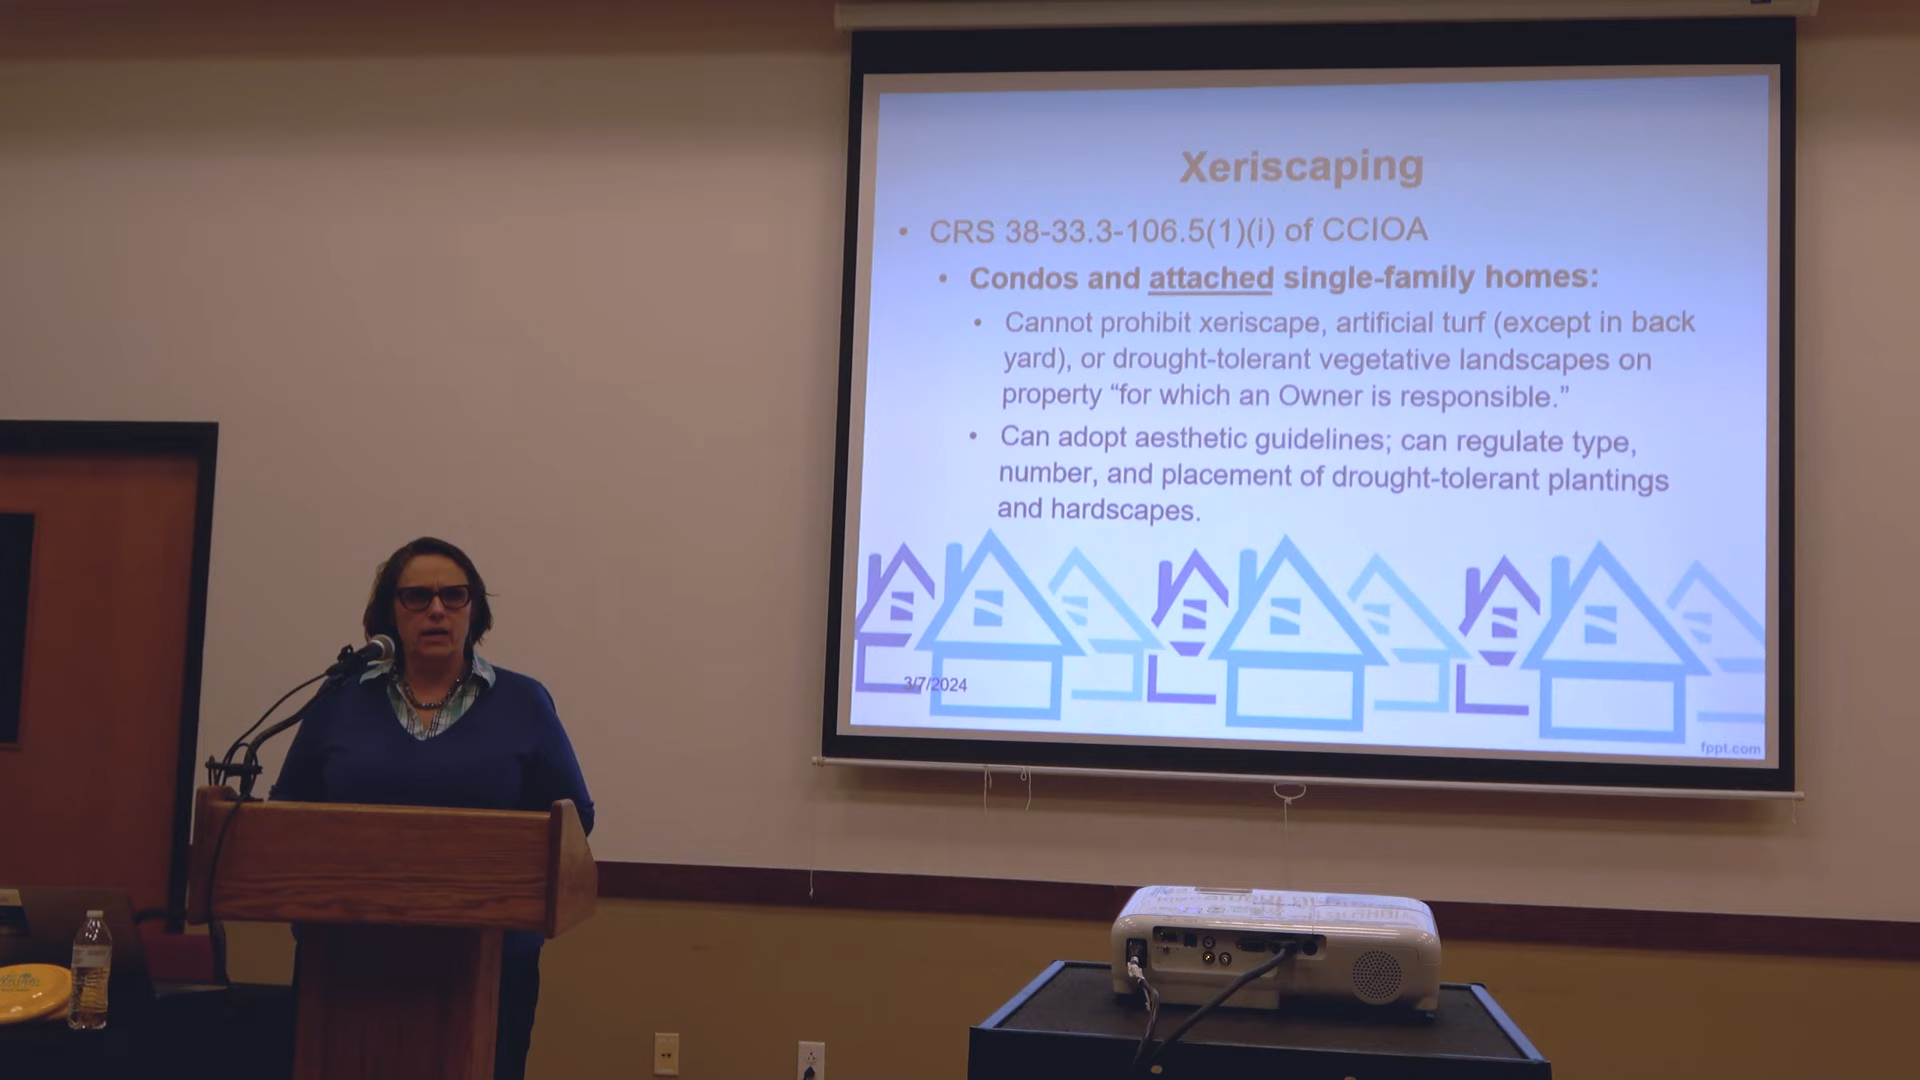 Xeriscaping
• CRS 38-33.3-106.5(1)(i) of CCIOA
• Condos and attached single-family homes:
• Cannot prohibit xeriscape, artificial turf (except in back
yard), or drought-tolerant vegetative landscapes on
property “for which an Owner is responsible.”
• Can adopt aesthetic guidelines; can regulate type,
number, and placement of drought-tolerant plantings
and hardscapes.
3/7/2024
fppt.com